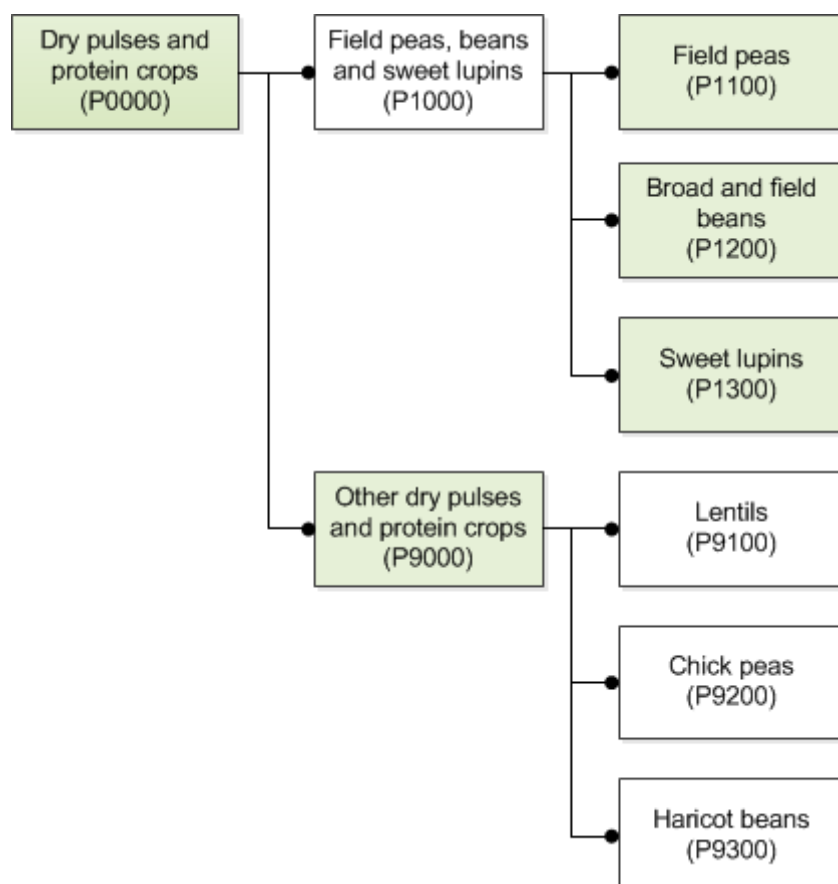 Dry pulses and
protein crops
(P0000)
Field peas, beans
and sweet lupins
(P1000)
Field peas
(P1100)
Broad and field
beans
(P1200)
Sweet lupins
(P1300)
Other dry pulses
and protein crops
(P9000)
Lentils
(P9100)
Chick peas
(P9200)
Haricot beans
(P9300)